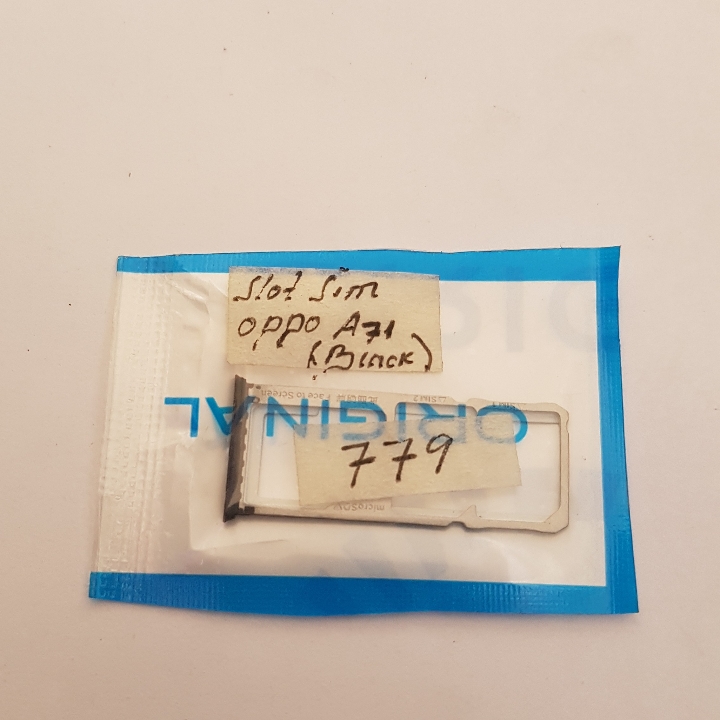 Slot Sim
oppo A71
(Black)
Face to Screen
SIM2
SIM1
ORIGINAL
779
microSD